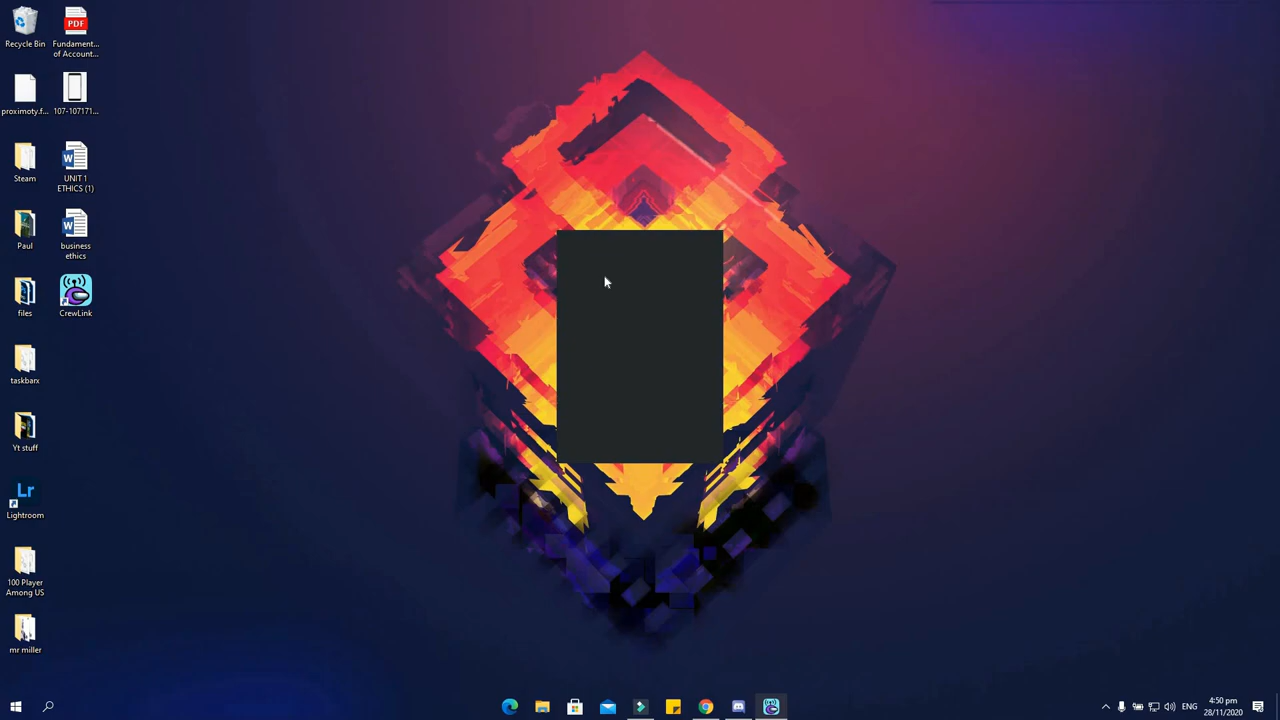 Recycle Bin
PDF
Fundament...
of Account...
proximoty.f...
107-107171...
Steam
UNIT 1
ETHICS (1)
Paul
business
ethics
files
CrewLink
taskbarx
Yt stuff
Lr
Lightroom
100 Player
Among US
mr miller
ENG
4:50 pm
28/11/2020